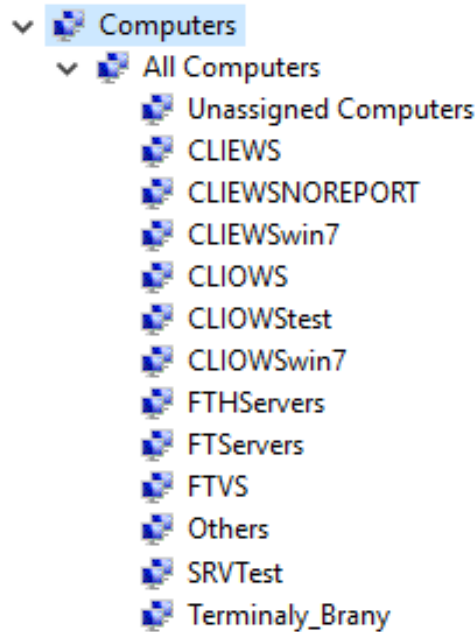 Computers
All Computers
Unassigned Computers
CLIEWS
CLIEWSNOREPORT
CLIEWSwin7
CLIOWS
CLIOWStest
CLIOWSwin7
FTHServers
FTServers
FTVS
Others
SRVTest
Terminaly_Brany